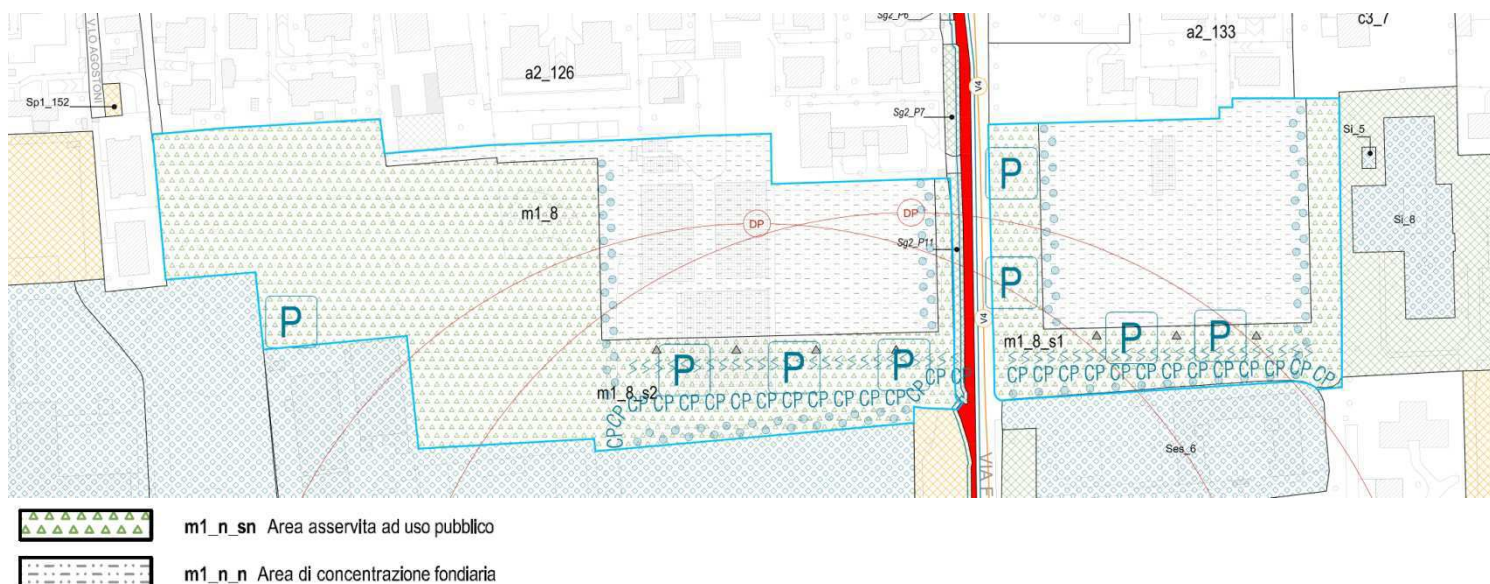 Sg2_P6
c3_7
a2_133
V.LO AGOSTONI
a2_126
V4
Sp1_152
Sg2_P7
Si_5
P
m1_8
DP
DP
Si_8
Sg2_P11
P
P
V4
m1_8_s1
P
P
P
P
P
CP CP CP CP CP CP CP CP CP CP CP CP
m1_8_s2
CP CP
CP
CP CP CP CP CP CP CP CP CP CP
CP
CP
Ses_6
VIA F
m1_n_sn Area asservita ad uso pubblico
m1_n_n Area di concentrazione fondiaria